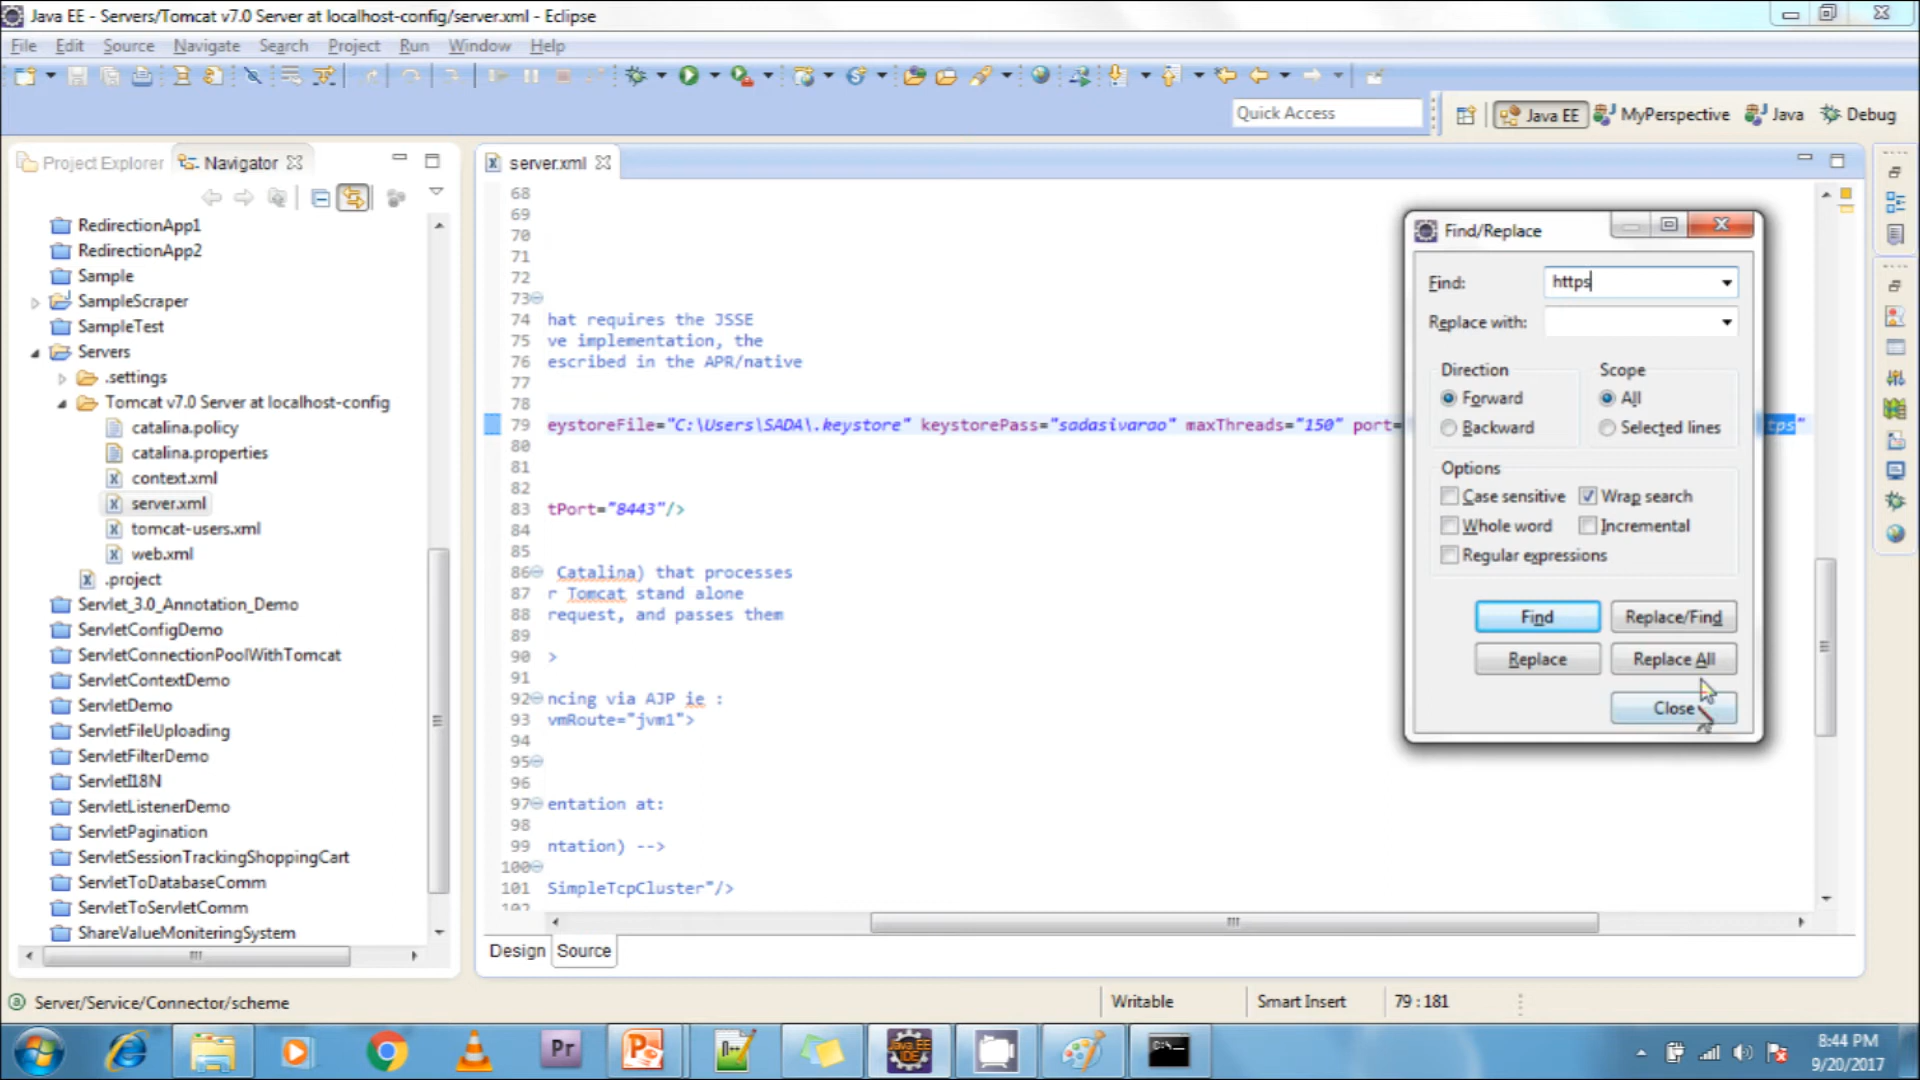 Java EE - Servers/Tomcat v7.0 Server at localhost-config/server.xml - Eclipse
File Edit Source Navigate Search Project Run Window Help
Quick Access
Java EE MyPerspective Java Debug
Project Explorer Navigator
server.xml
RedirectionApp1
RedirectionApp2
Sample
SampleScraper
SampleTest
Servers
.settings
Tomcat v7.0 Server at localhost-config
catalina.policy
catalina.properties
context.xml
server.xml
tomcat-users.xml
web.xml
.project
Servlet_3.0_Annotation_Demo
ServletConfigDemo
ServletConnectionPoolWithTomcat
ServletContextDemo
ServletDemo
ServletFileUploading
ServletFilterDemo
ServletI18N
ServletListenerDemo
ServletPagination
ServletSessionTrackingShoppingCart
ServletToDatabaseComm
ServletToServletComm
ShareValueMoniteringSystem
68
69
70
71
72
73
74 hat requires the JSSE
75 ve implementation, the
76 escribed in the APR/native
77
78
79 eystoreFile="C:\Users\SADA\.keystore" keystorePass="sadasivarao" maxThreads="150" port= tps"
80
81
82
83 tPort="8443"/>
84
85
86 Catalina) that processes
87 r Tomcat stand alone
88 request, and passes them
89
90 >
91
92 ncing via AJP ie :
93 vmRoute="jvm1">
94
95
96
97 entation at:
98
99 ntation) -->
100
101 SimpleTcpCluster"/>
102
Design Source
Find/Replace
Find: https
Replace with:
Direction
Forward
Backward
Scope
All
Selected lines
Options
Case sensitive Wrap search
Whole word Incremental
Regular expressions
Find Replace/Find
Replace Replace All
Close
Server/Service/Connector/scheme
Writable Smart Insert 79 : 181
Pr
Java EE
IDE
C:\
8:44 PM
9/20/2017